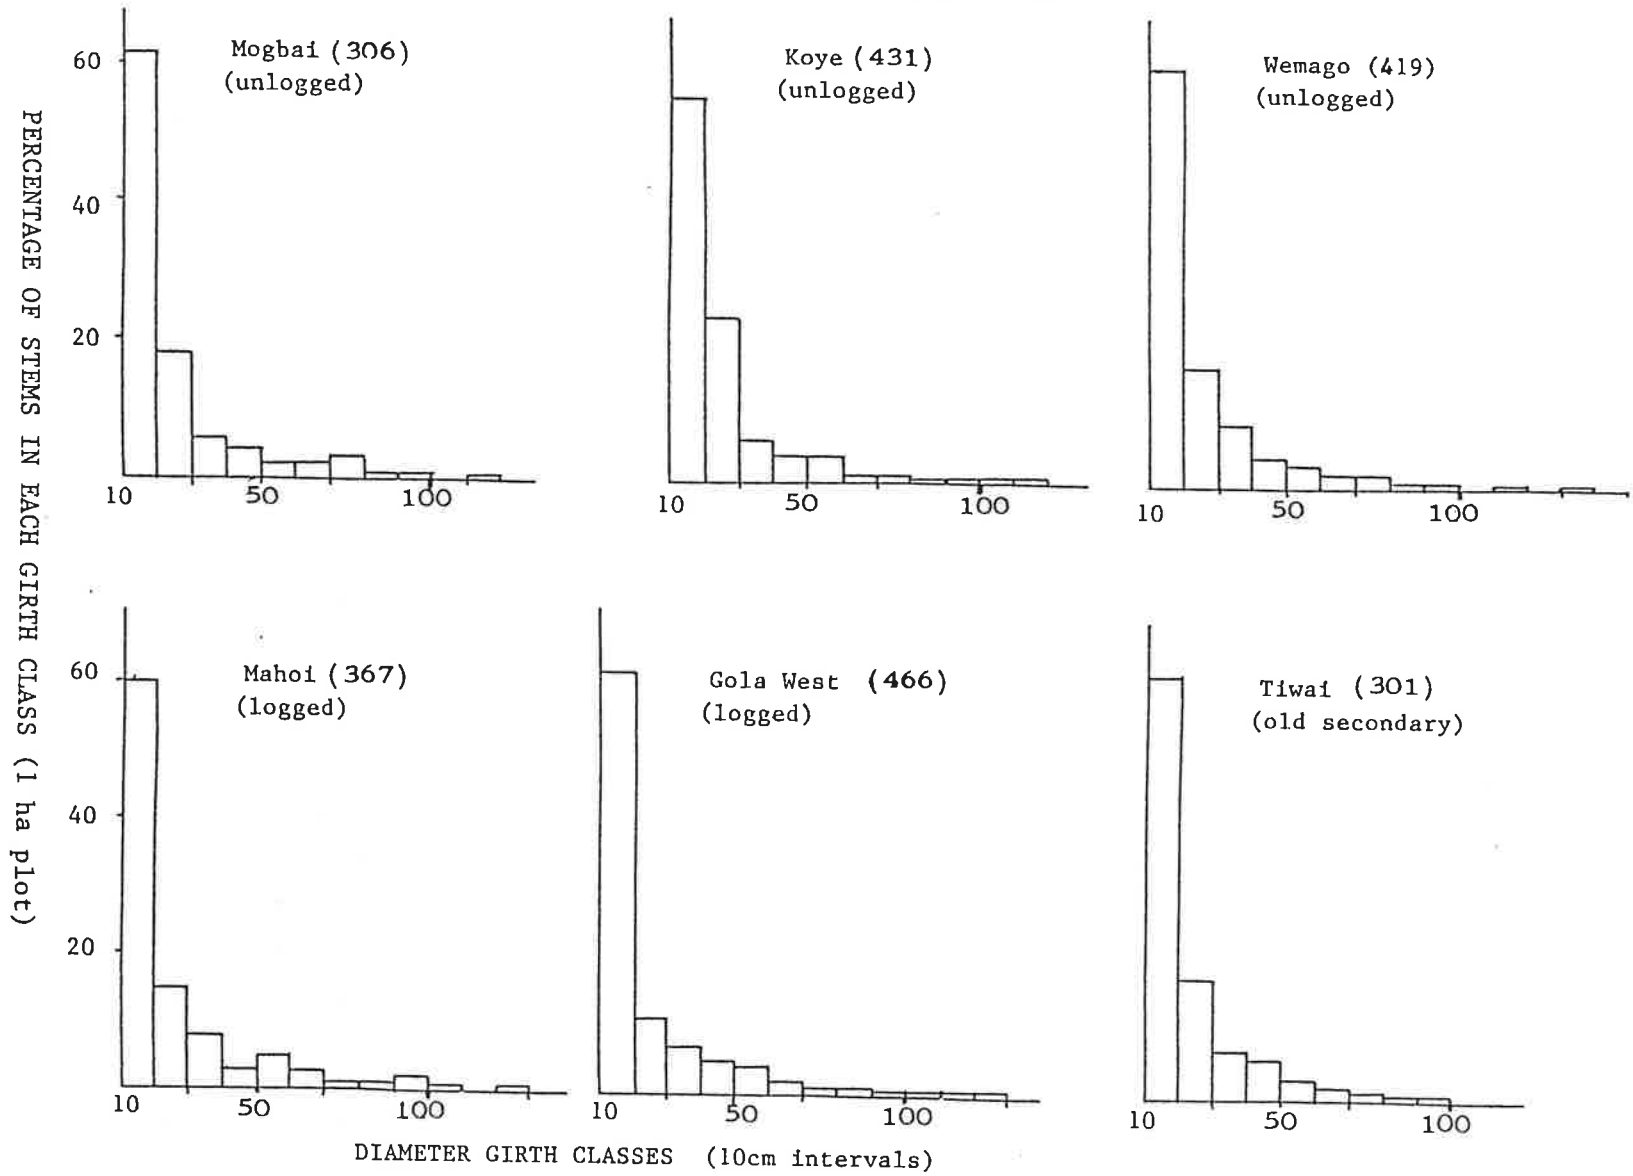 PERCENTAGE OF STEMS IN EACH GIRTH CLASS (1 ha plot)
60
40
20
Mogbai (306)
(unlogged)
10 50 100
Koye (431)
(unlogged)
10 50 100
Wemago (419)
(unlogged)
10 50 100
60
40
20
Mahoi (367)
(logged)
10 50 100
Gola West (466)
(logged)
10 50 100
Tiwai (301)
(old secondary)
10 50 100
DIAMETER GIRTH CLASSES (10cm intervals)